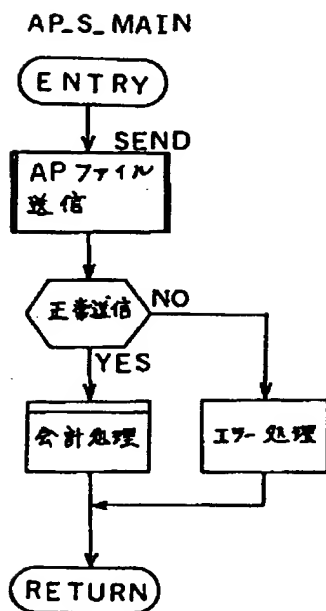 AP_S_MAIN
ENTRY
SEND
APファイル
送信
正常送信
NO
YES
会計処理
エラー処理
RETURN